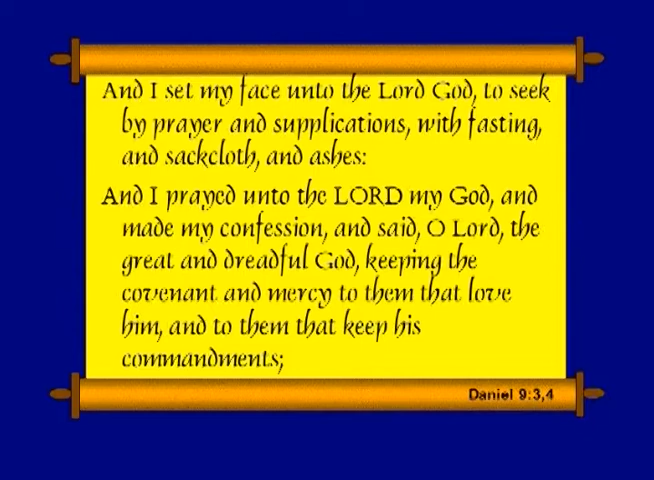 And I set my face unto the Lord God, to seek
by prayer and supplications, with fasting,
and sackcloth, and ashes:
And I prayed unto the LORD my God, and
made my confession, and said, O Lord, the
great and dreadful God, keeping the
covenant and mercy to them that love
him, and to them that keep his
commandments;
Daniel 9:3,4